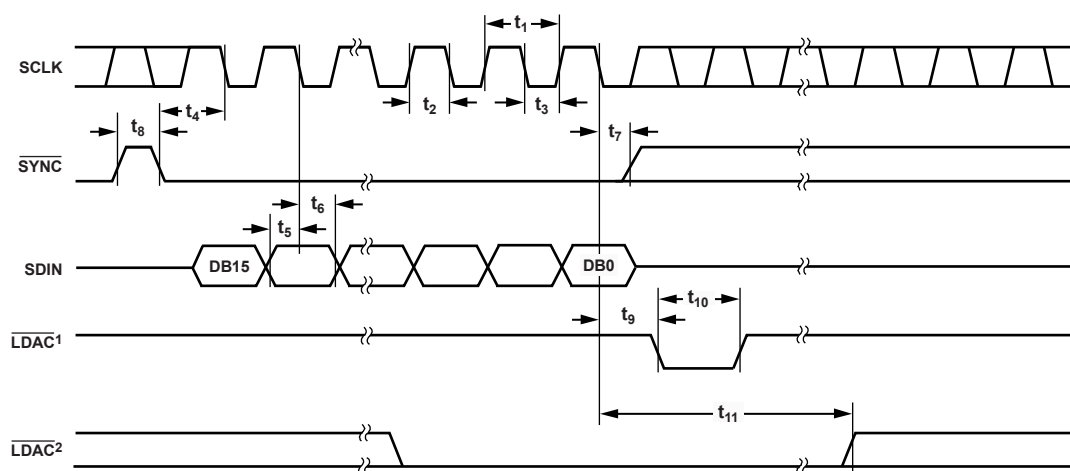 t1
SCLK
t4
t2
t3
t8
t7
SYNC
t6
t5
SDIN
DB15
DB0
t10
t9
LDAC1
t11
LDAC2